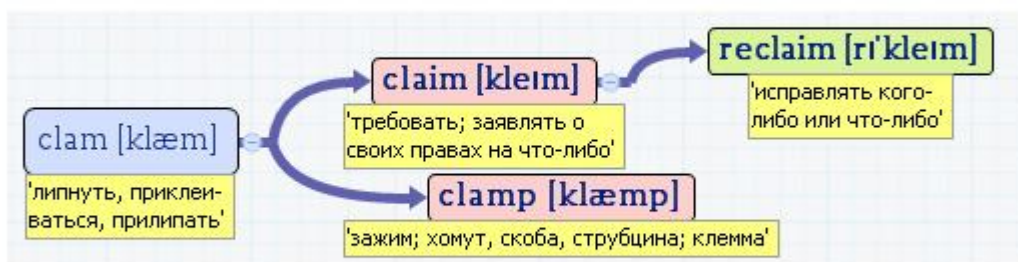 reclaim [rɪ'kleɪm]
'исправлять кого-
либо или что-либо'
claim [kleɪm]
'требовать; заявлять о
своих правах на что-либо'
clam [klæm]
'липнуть, приклеи-
ваться, прилипать'
clamp [klæmp]
'зажим; хомут, скоба, струбцина; клемма'